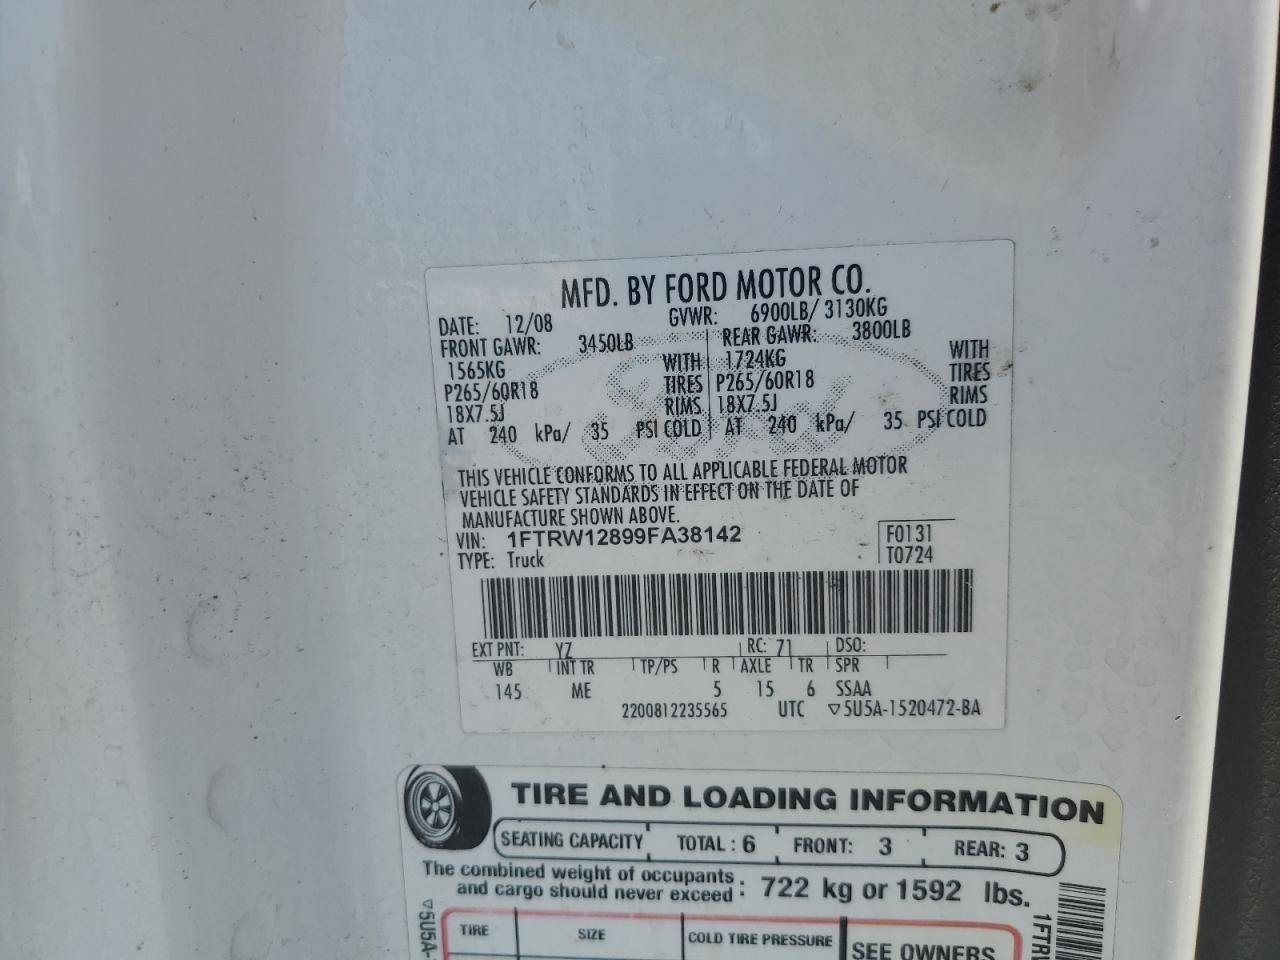 MFD. BY FORD MOTOR CO.
DATE: 12/08 GVWR: 6900LB/ 3130KG
FRONT GAWR: 3450LB REAR GAWR: 3800LB
1565KG WITH 1724KG WITH
P265/60R18 TIRES P265/60R18 TIRES
18X7.5J RIMS 18X7.5J RIMS
AT 240 kPa/ 35 PSI COLD AT 240 kPa/ 35 PSI COLD
Ford
THIS VEHICLE CONFORMS TO ALL APPLICABLE FEDERAL MOTOR
VEHICLE SAFETY STANDARDS IN EFFECT ON THE DATE OF
MANUFACTURE SHOWN ABOVE.
VIN: 1FTRW12899FA38142 F0131
TYPE: Truck T0724
EXT PNT: YZ RC: 71 DSO:
WB INT TR TP/PS R AXLE TR SPR
145 ME 5 15 6 SSAA
2200812235565 UTC ▽5U5A-1520472-BA
TIRE AND LOADING INFORMATION
SEATING CAPACITY TOTAL : 6 FRONT: 3 REAR: 3
The combined weight of occupants
and cargo should never exceed : 722 kg or 1592 lbs.
TIRE SIZE COLD TIRE PRESSURE SEE OWNERS
▽5U5A-
1FTR